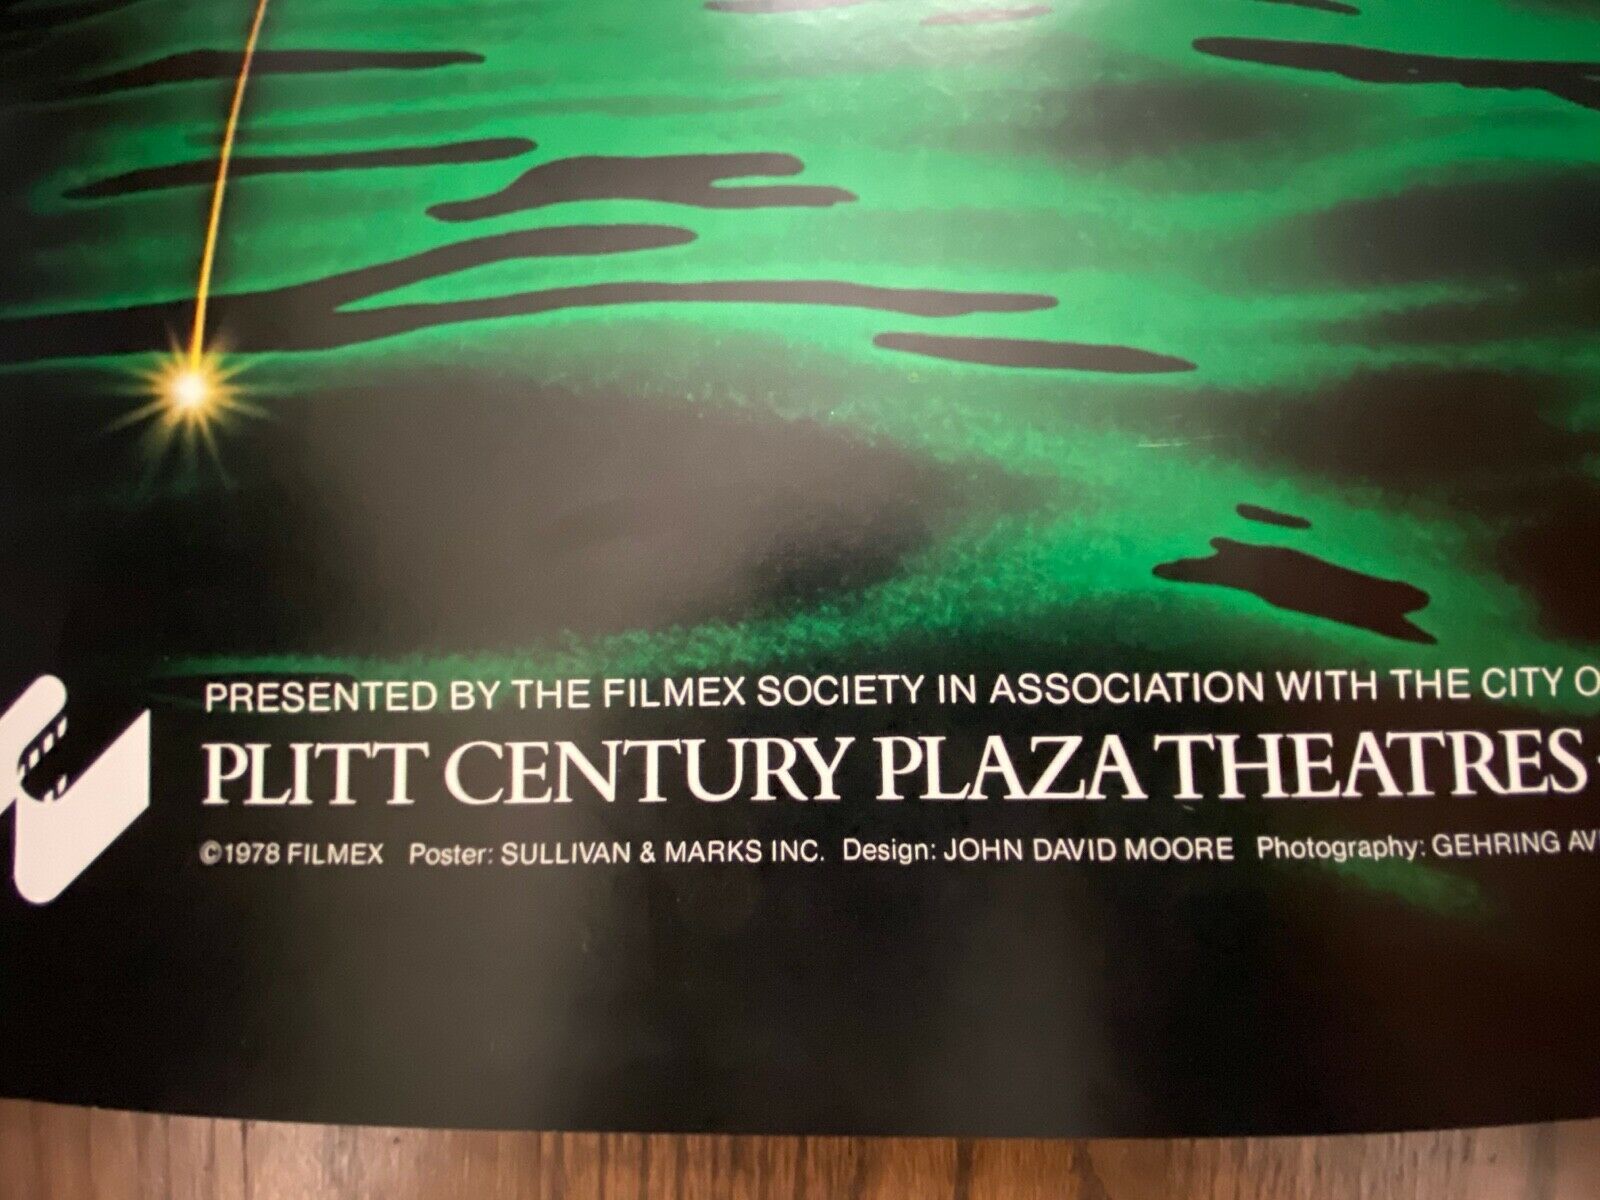 PRESENTED BY THE FILMEX SOCIETY IN ASSOCIATION WITH THE CITY
PLITT CENTURY PLAZA THEATRES
©1978 FILMEX Poster: SULLIVAN & MARKS INC. Design: JOHN DAVID MOORE Photography: GEHRING